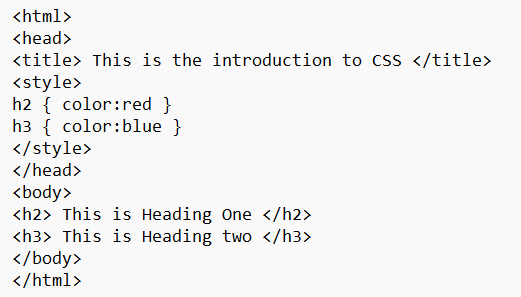 <html>
<head>
<title> This is the introduction to CSS </title>
<style>
h2 { color:red }
h3 { color:blue }
</style>
</head>
<body>
<h2> This is Heading One </h2>
<h3> This is Heading two </h3>
</body>
</html>